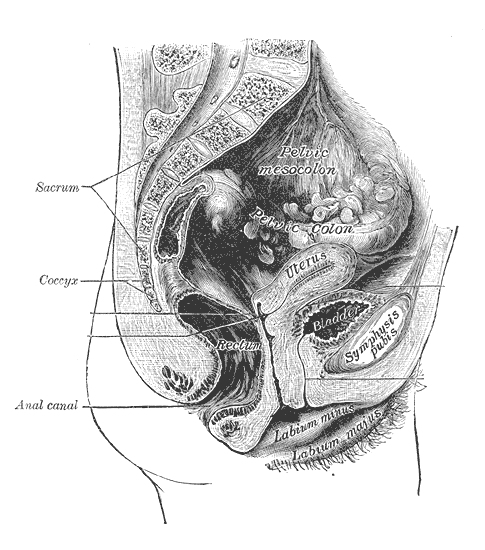 Pelvic
mesocolon
Sacrum
Pelvic Colon
Uterus
Coccyx
Bladder
Symphysis
pubis
Rectum
Anal canal
Labium minus
Labium majus